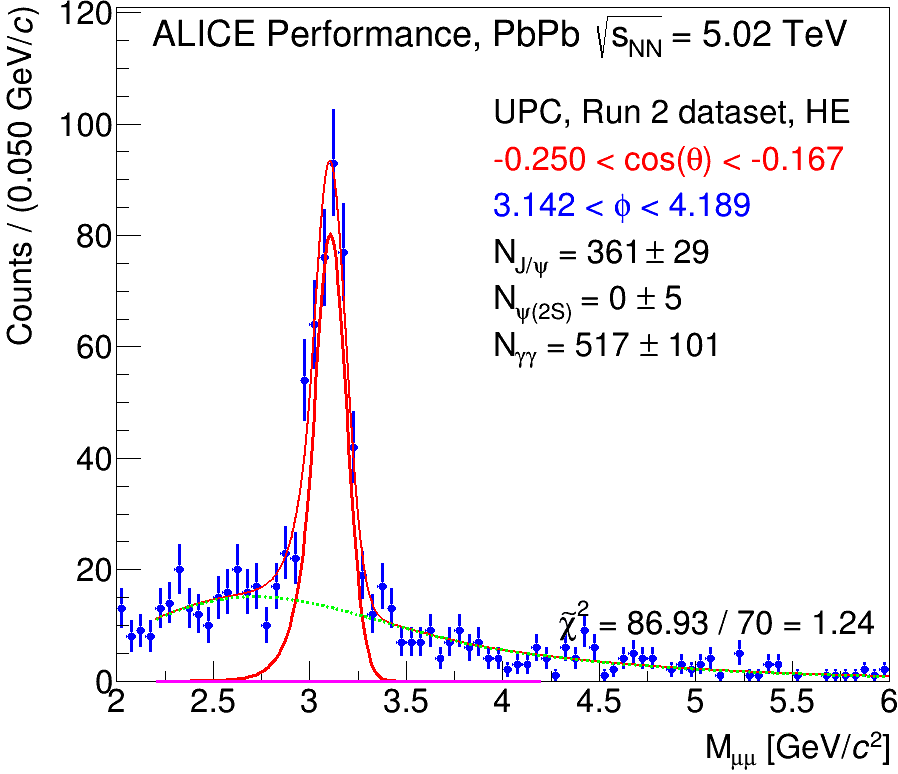 ALICE Performance, PbPb √sNN = 5.02 TeV
UPC, Run 2 dataset, HE
-0.250 < cos(θ) < -0.167
3.142 < ϕ < 4.189
NJ/ψ = 361 ± 29
Nψ(2S) = 0 ± 5
Nγγ = 517 ± 101
χ̃² = 86.93 / 70 = 1.24
Counts / (0.050 GeV/c)
120
100
80
60
40
20
0
2 2.5 3 3.5 4 4.5 5 5.5 6
Mμμ [GeV/c²]